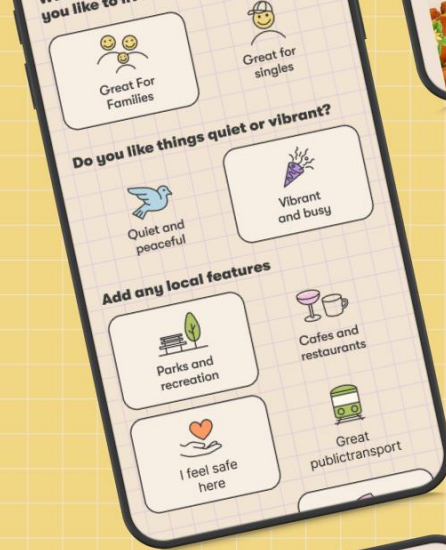 you like to li
Great For
Families
Great for
singles
Do you like things quiet or vibrant?
Quiet and
peaceful
Vibrant
and busy
Add any local features
Parks and
recreation
Cafes and
restaurants
I feel safe
here
Great
publictransport